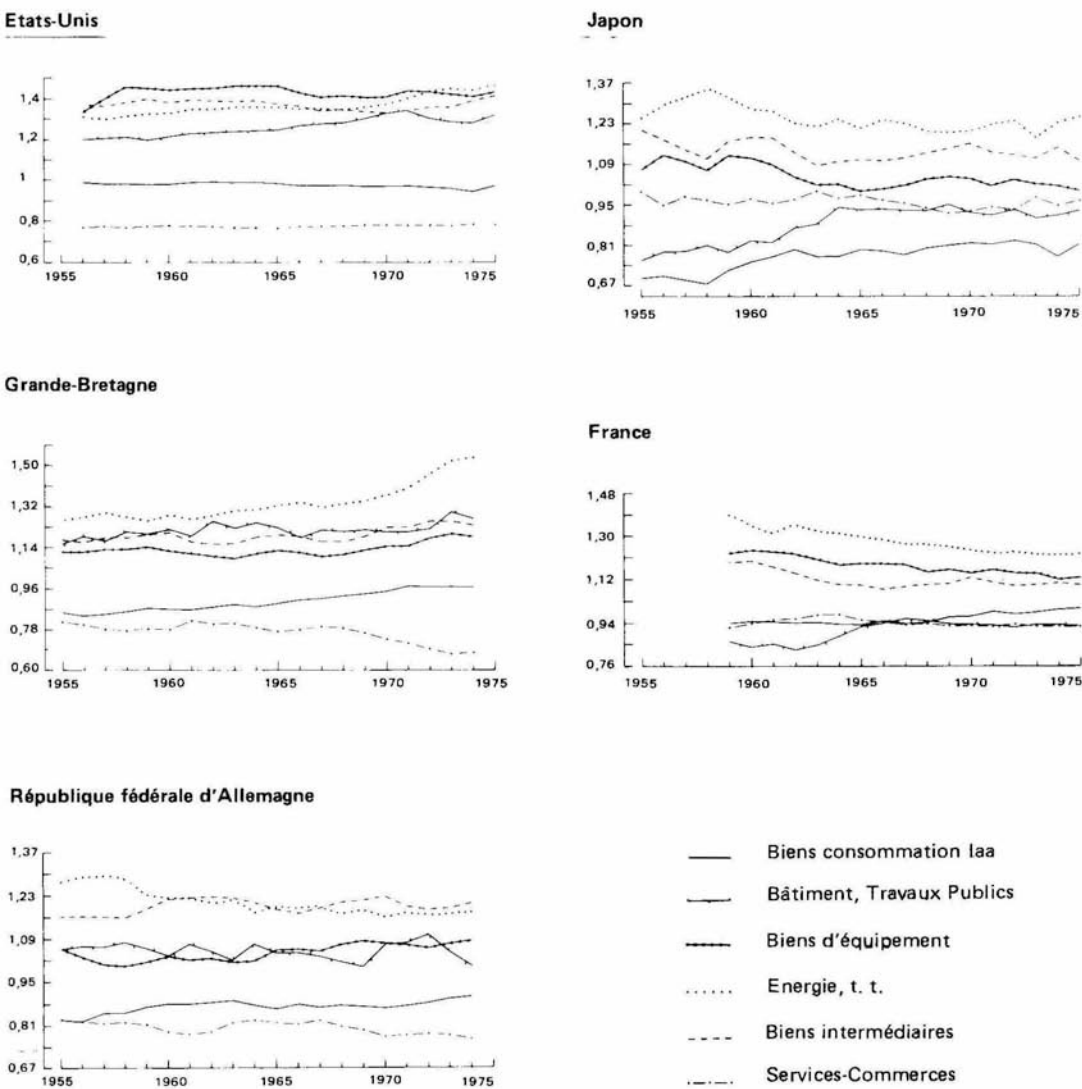 Etats-Unis
1,4
1,2
1
0,8
0,6
1955 1960 1965 1970 1975
Japon
1,37
1,23
1,09
0,95
0,81
0,67
1955 1960 1965 1970 1975
Grande-Bretagne
1,50
1,32
1,14
0,96
0,78
0,60
1955 1960 1965 1970 1975
France
1,48
1,30
1,12
0,94
0,76
1955 1960 1965 1970 1975
République fédérale d'Allemagne
1,37
1,23
1,09
0,95
0,81
0,67
1955 1960 1965 1970 1975
Biens consommation Iaa
Bâtiment, Travaux Publics
Biens d'équipement
Energie, t. t.
Biens intermédiaires
Services-Commerces